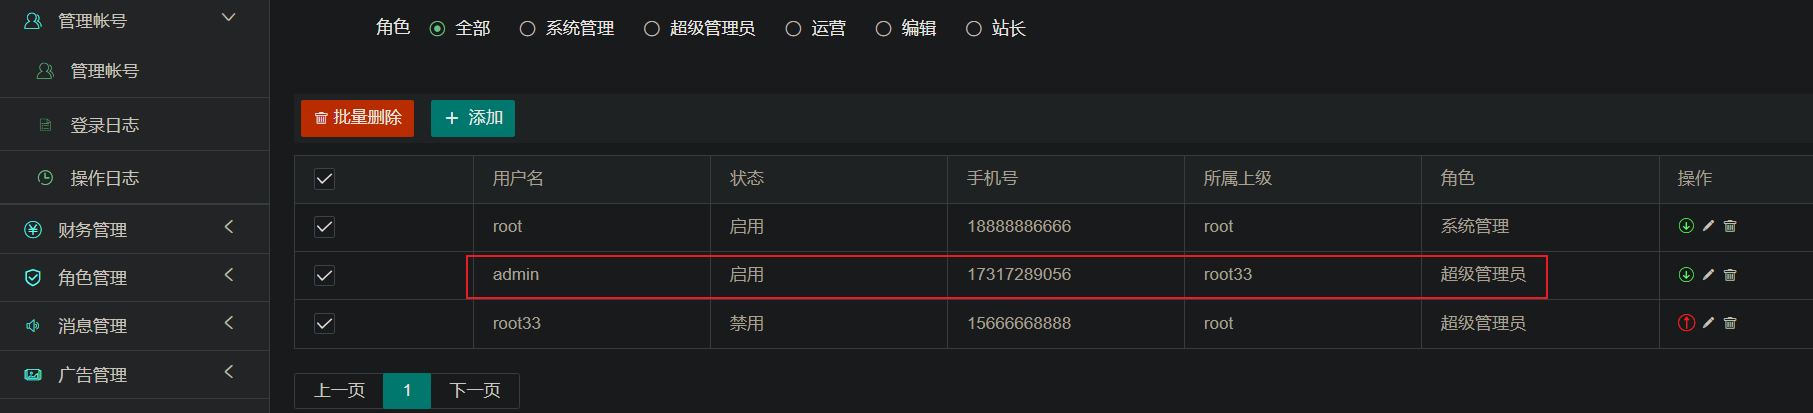 管理帐号
管理帐号
登录日志
操作日志
财务管理
角色管理
消息管理
广告管理
角色 全部 系统管理 超级管理员 运营 编辑 站长
批量删除 添加
用户名 状态 手机号 所属上级 角色 操作
root 启用 18888886666 root 系统管理
admin 启用 17317289056 root33 超级管理员
root33 禁用 15666668888 root 超级管理员
上一页 1 下一页